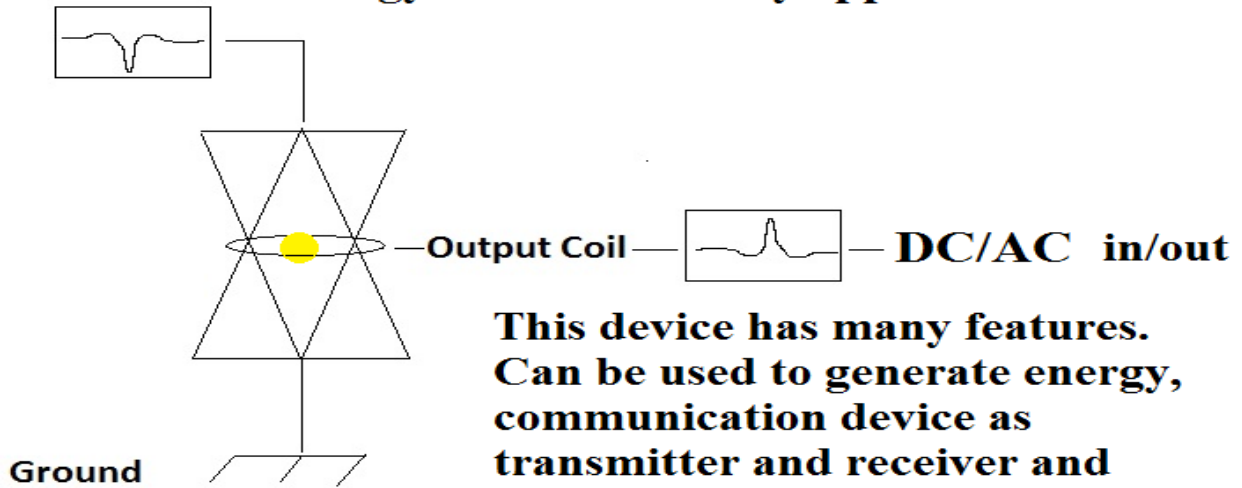 Output Coil
DC/AC in/out
This device has many features.
Can be used to generate energy,
communication device as
transmitter and receiver and
Ground